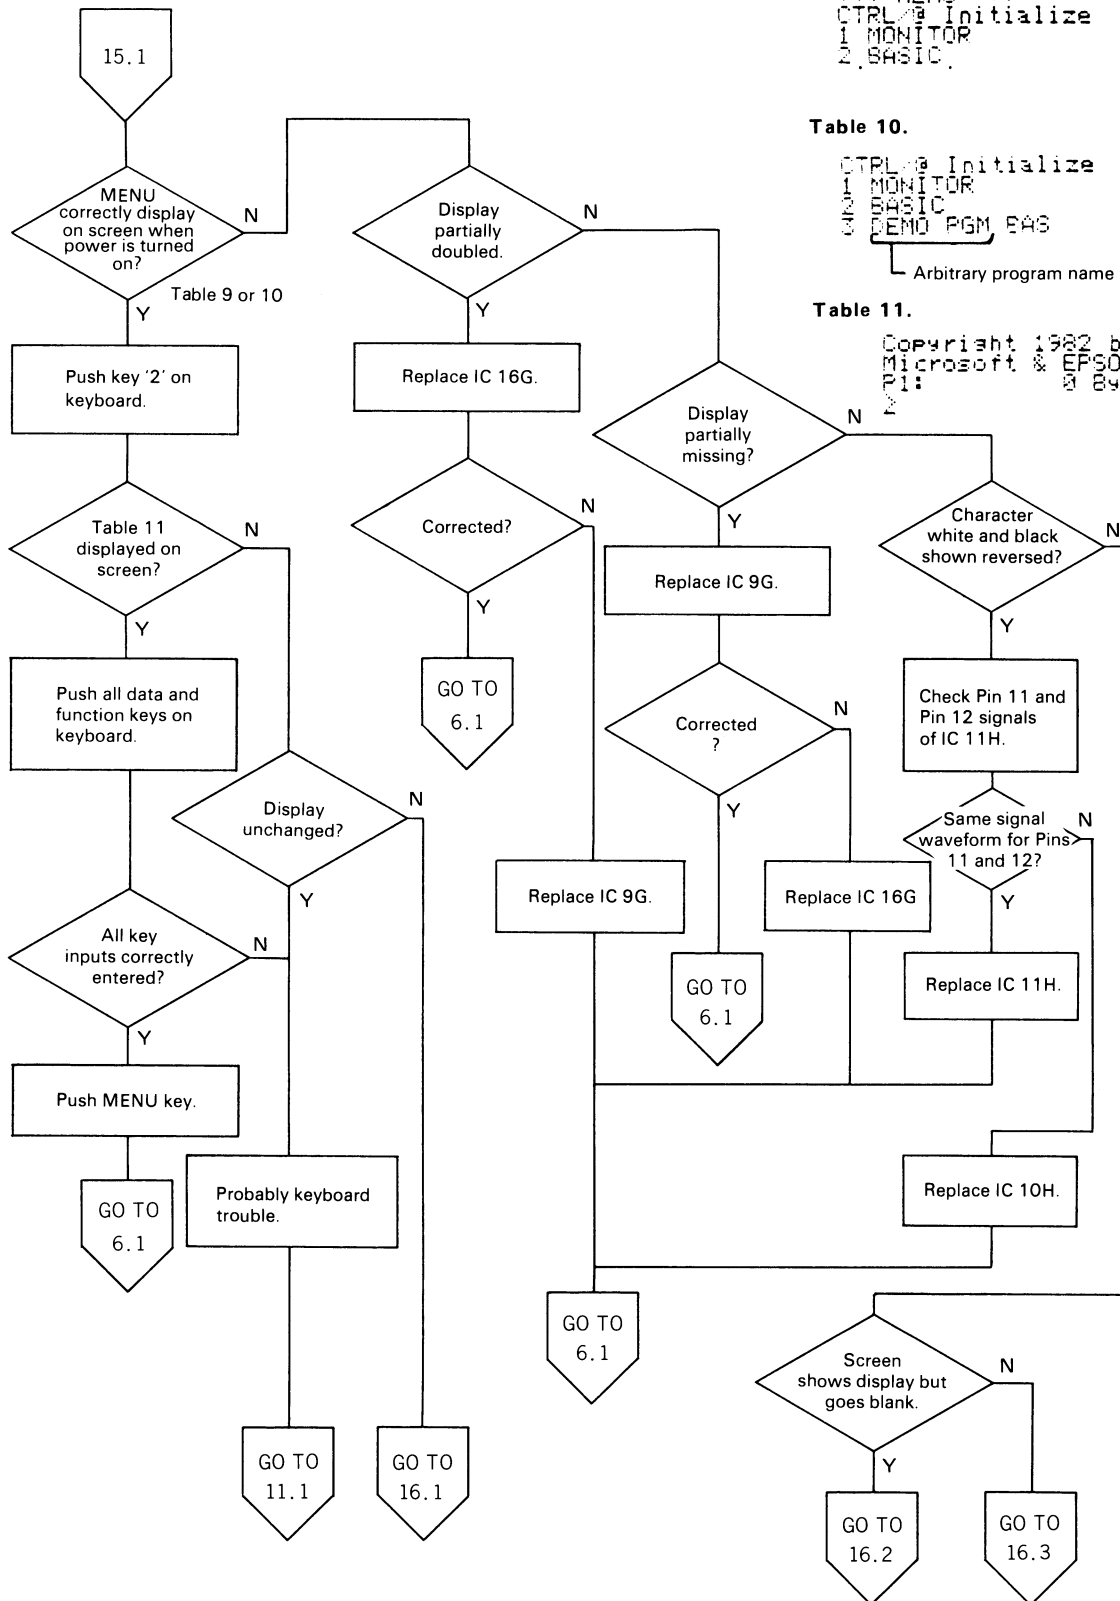 CTRL/@ Initialize
1 MONITOR
2 BASIC
Table 10.
CTRL/@ Initialize
1 MONITOR
2 BASIC
3 DEMO PGM BAS
Arbitrary program name
Table 11.
Copyright 1982 b
Microsoft & EPSO
P1: 0 By
15.1
MENU
correctly display
on screen when
power is turned
on?
N
Table 9 or 10
Y
Push key '2' on
keyboard.
Table 11
displayed on
screen?
N
Y
Push all data and
function keys on
keyboard.
Display
unchanged?
N
Y
All key
inputs correctly
entered?
N
Y
Push MENU key.
GO TO
6.1
Probably keyboard
trouble.
GO TO
11.1
GO TO
16.1
Display
partially
doubled.
N
Y
Replace IC 16G.
Corrected?
N
Y
GO TO
6.1
Replace IC 9G.
Display
partially
missing?
N
Y
Replace IC 9G.
Corrected
?
N
Y
Replace IC 16G
GO TO
6.1
Character
white and black
shown reversed?
N
Y
Check Pin 11 and
Pin 12 signals
of IC 11H.
Same signal
waveform for Pins
11 and 12?
N
Y
Replace IC 11H.
Replace IC 10H.
GO TO
6.1
Screen
shows display but
goes blank.
N
Y
GO TO
16.2
GO TO
16.3